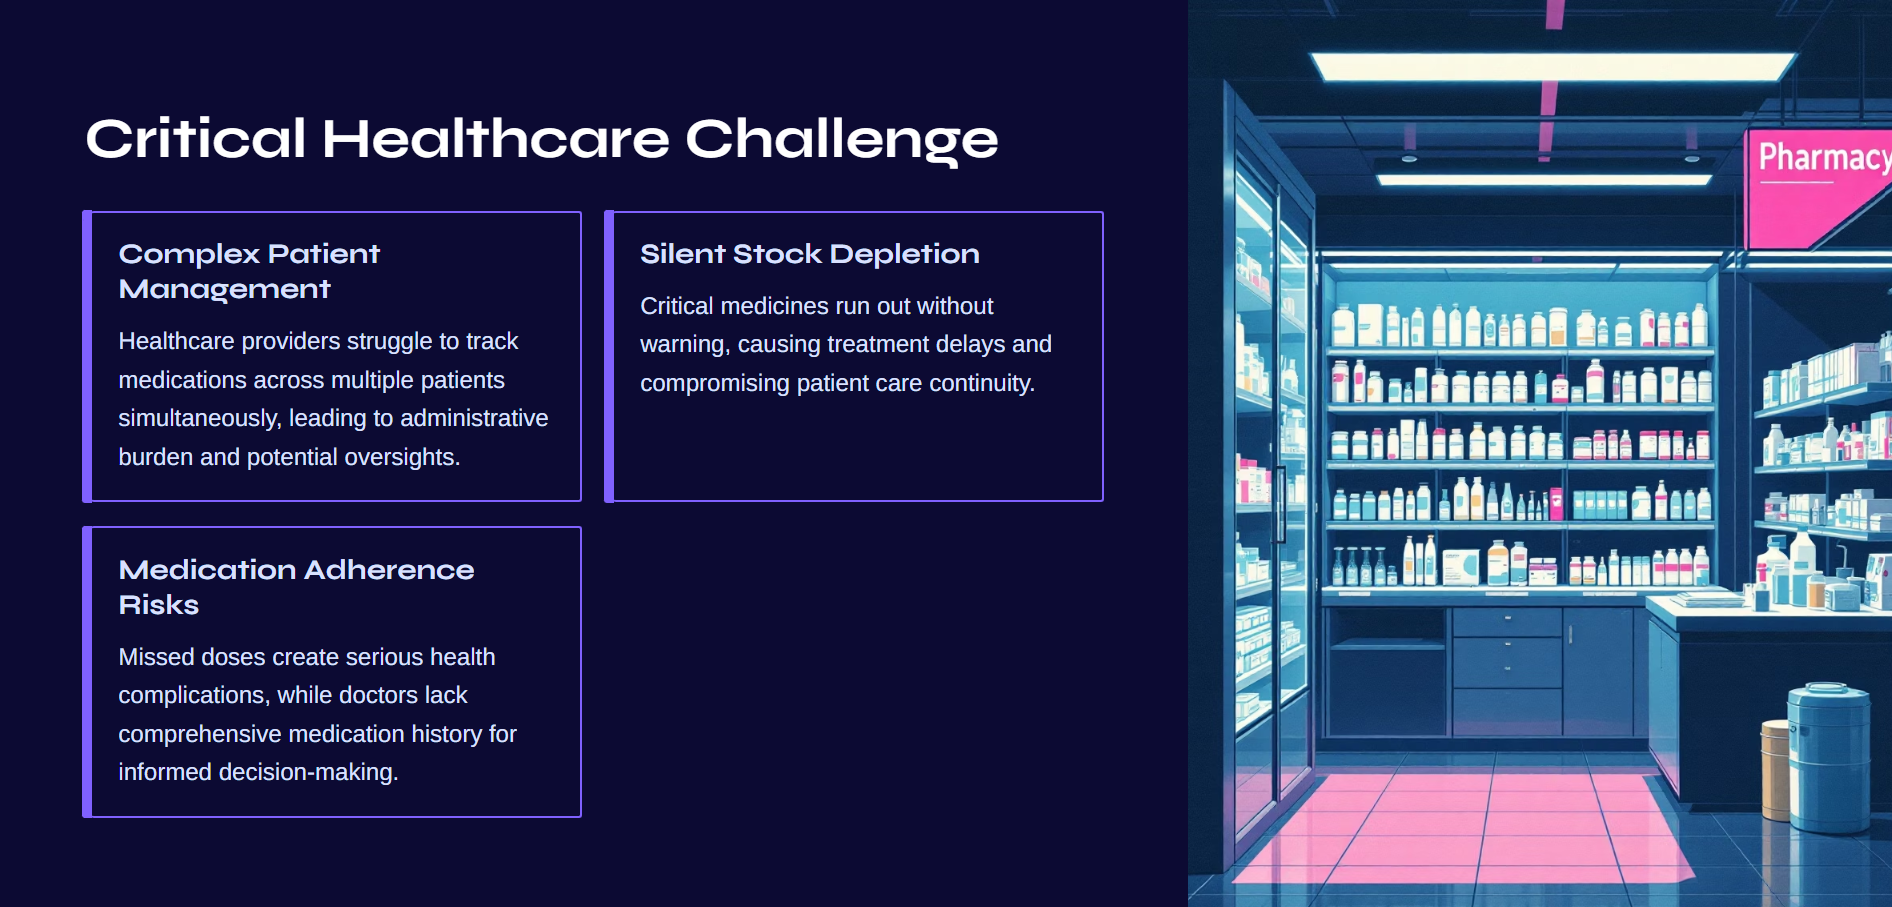 Critical Healthcare Challenge
Complex Patient
Management
Healthcare providers struggle to track
medications across multiple patients
simultaneously, leading to administrative
burden and potential oversights.
Silent Stock Depletion
Critical medicines run out without
warning, causing treatment delays and
compromising patient care continuity.
Medication Adherence
Risks
Missed doses create serious health
complications, while doctors lack
comprehensive medication history for
informed decision-making.
Pharmacy